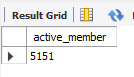 Result Grid
active_member
5151